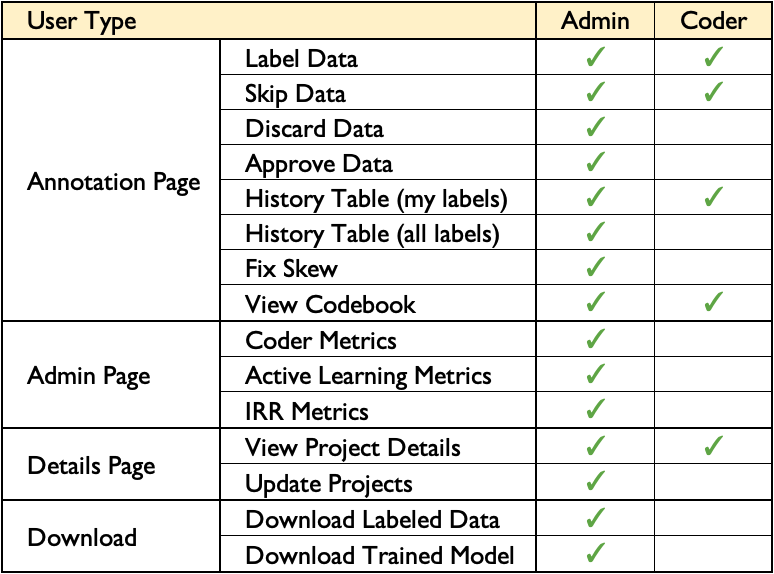 User Type Admin Coder
Annotation Page
Label Data ✓ ✓
Skip Data ✓ ✓
Discard Data ✓
Approve Data ✓
History Table (my labels) ✓ ✓
History Table (all labels) ✓
Fix Skew ✓
View Codebook ✓ ✓
Admin Page
Coder Metrics ✓
Active Learning Metrics ✓
IRR Metrics ✓
Details Page
View Project Details ✓ ✓
Update Projects ✓
Download
Download Labeled Data ✓
Download Trained Model ✓